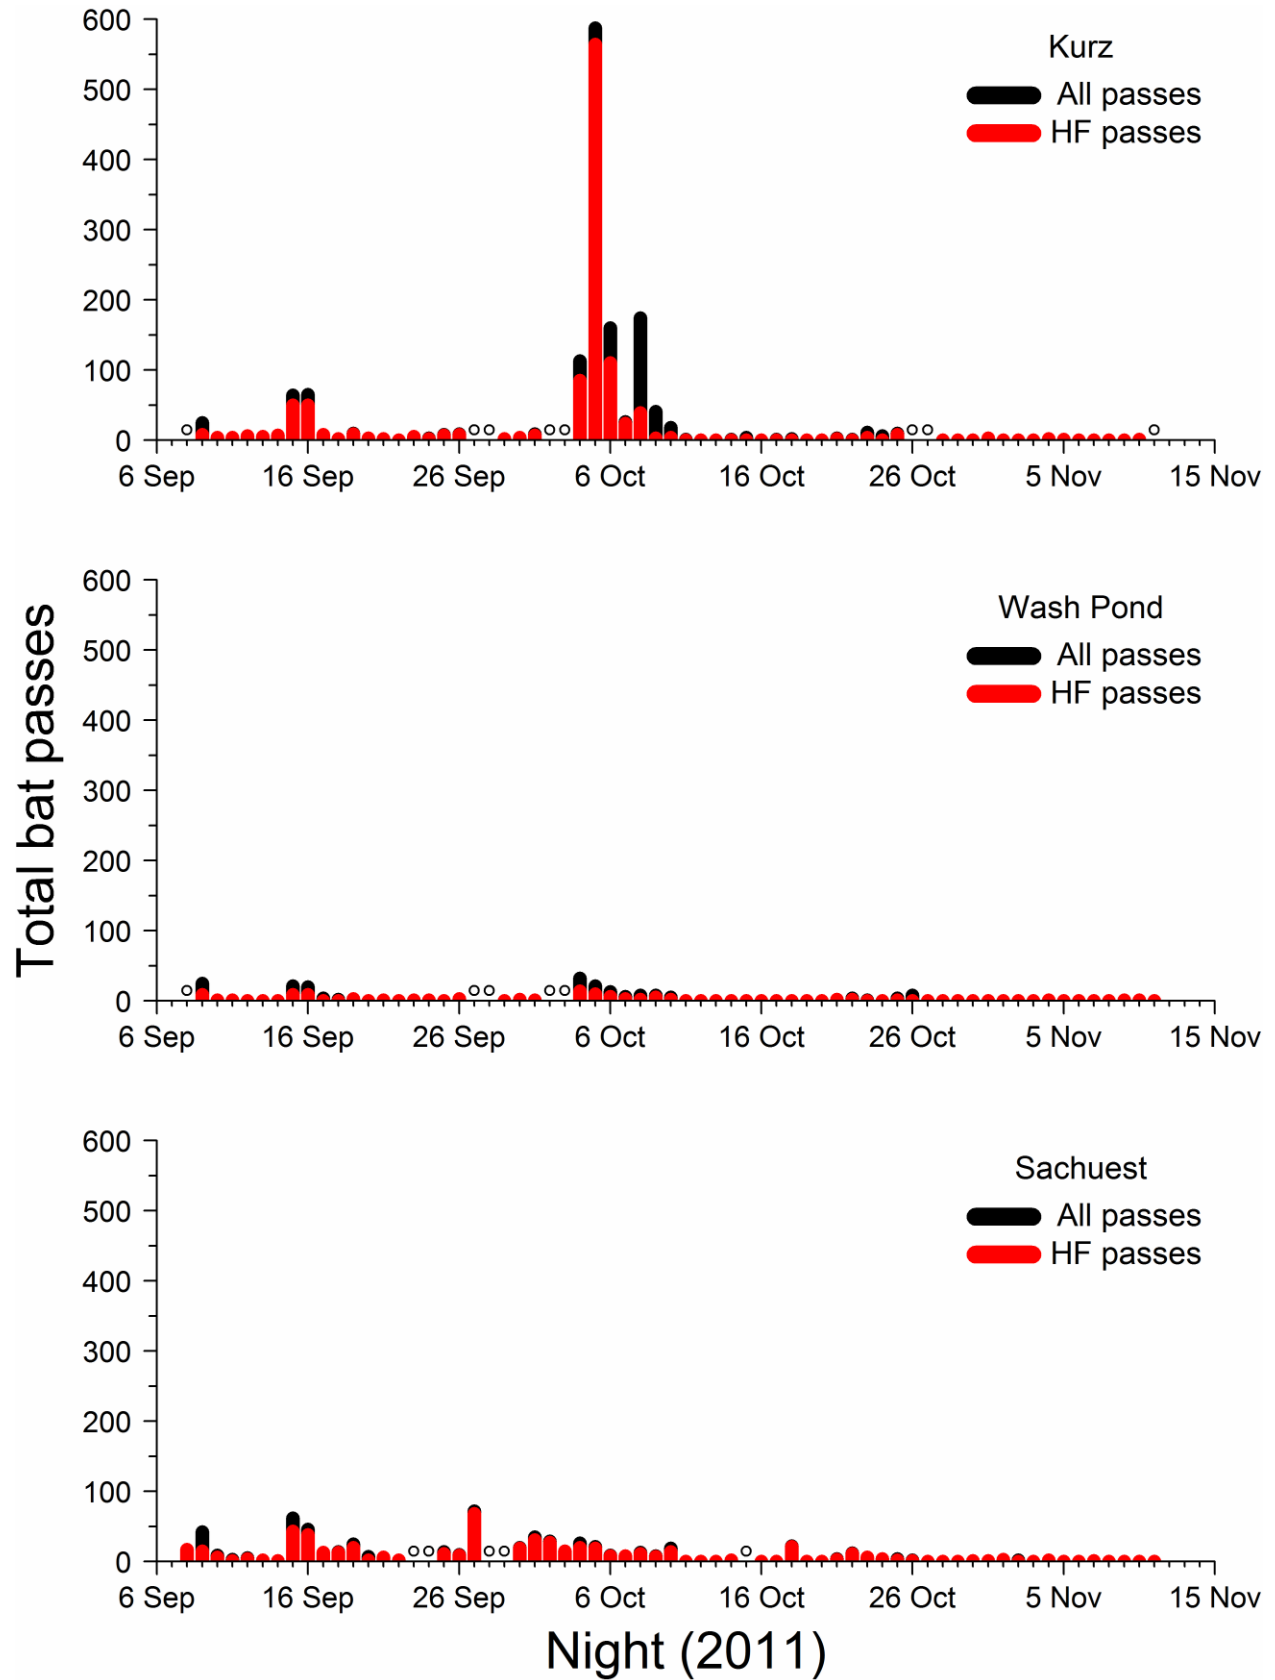 Total bat passes
600
500
400
300
200
100
0
Kurz
All passes
HF passes
6 Sep 16 Sep 26 Sep 6 Oct 16 Oct 26 Oct 5 Nov 15 Nov
600
500
400
300
200
100
0
Wash Pond
All passes
HF passes
6 Sep 16 Sep 26 Sep 6 Oct 16 Oct 26 Oct 5 Nov 15 Nov
600
500
400
300
200
100
0
Sachuest
All passes
HF passes
6 Sep 16 Sep 26 Sep 6 Oct 16 Oct 26 Oct 5 Nov 15 Nov
Night (2011)